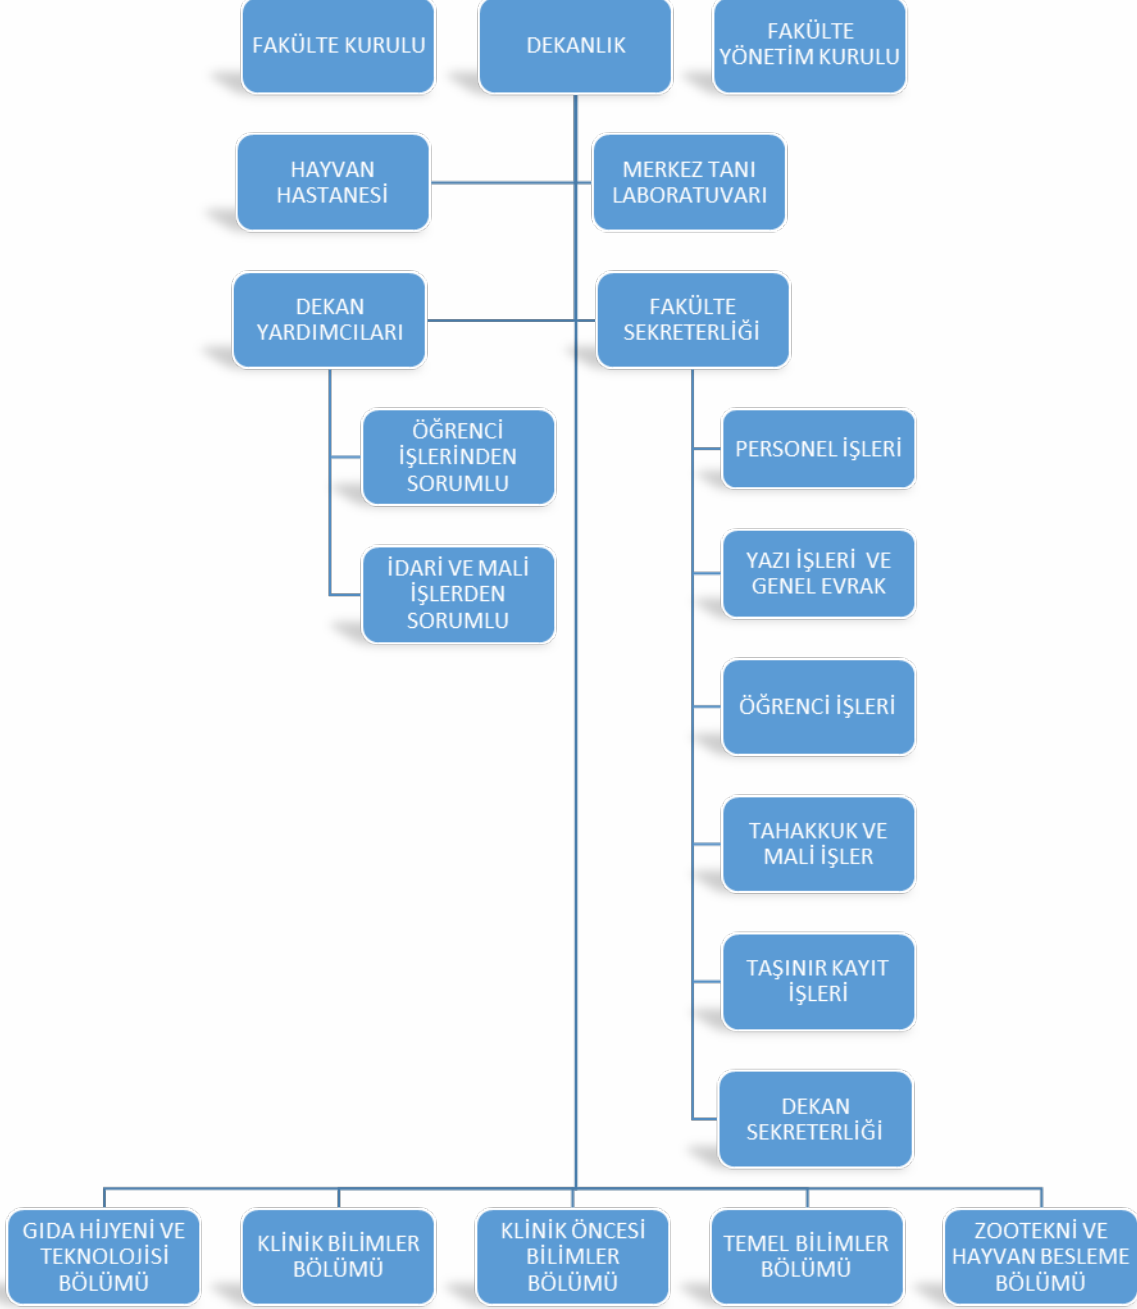 FAKÜLTE KURULU
DEKANLIK
FAKÜLTE
YÖNETİM KURULU
HAYVAN
HASTANESİ
MERKEZ TANI
LABORATUVARI
DEKAN
YARDIMCILARI
FAKÜLTE
SEKRETERLİĞİ
ÖĞRENCİ
İŞLERİNDEN
SORUMLU
İDARİ VE MALİ
İŞLERDEN
SORUMLU
PERSONEL İŞLERİ
YAZI İŞLERİ  VE
GENEL EVRAK
ÖĞRENCİ İŞLERİ
TAHAKKUK VE
MALİ İŞLER
TAŞINIR KAYIT
İŞLERİ
DEKAN
SEKRETERLİĞİ
GIDA HİJYENİ VE
TEKNOLOJİSİ
BÖLÜMÜ
KLİNİK BİLİMLER
BÖLÜMÜ
KLİNİK ÖNCESİ
BİLİMLER
BÖLÜMÜ
TEMEL BİLİMLER
BÖLÜMÜ
ZOOTEKNİ VE
HAYVAN BESLEME
BÖLÜMÜ